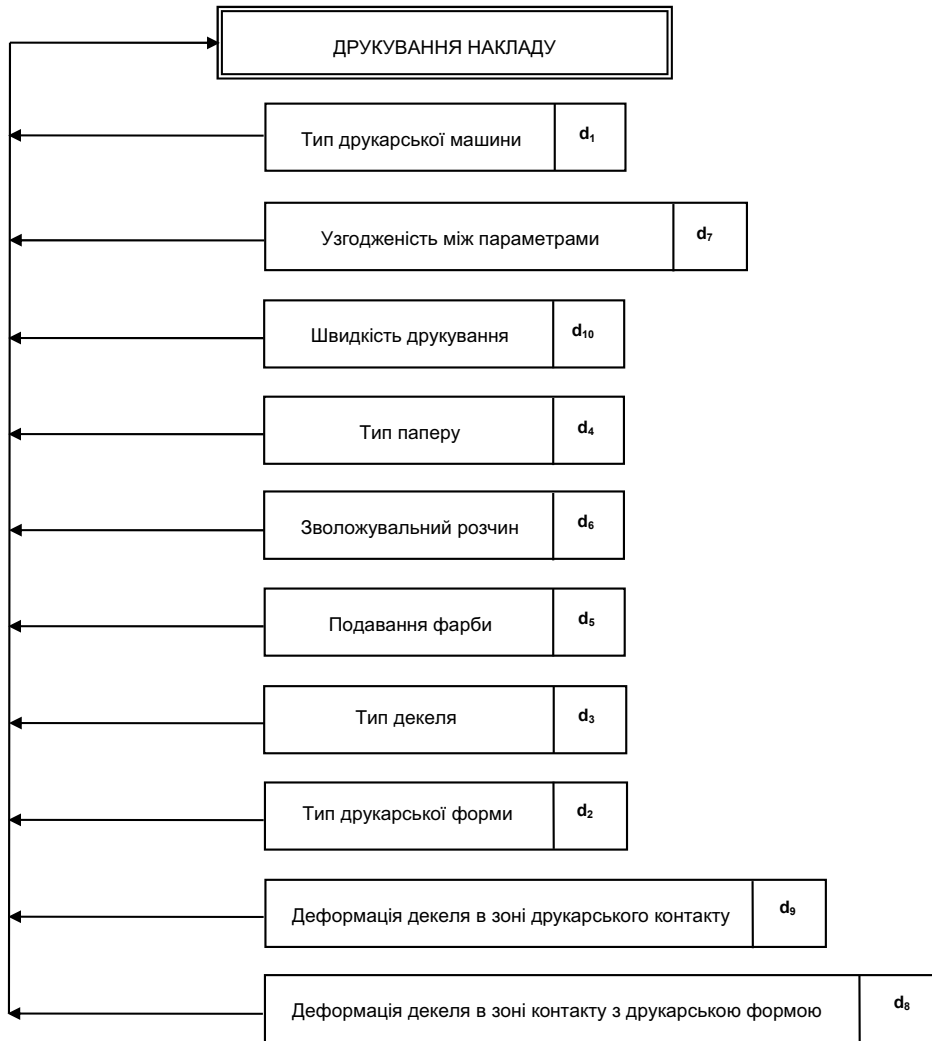 ДРУКУВАННЯ НАКЛАДУ
Тип друкарської машини d₁
Узгодженість між параметрами d₇
Швидкість друкування d₁₀
Тип паперу d₄
Зволожувальний розчин d₆
Подавання фарби d₅
Тип декеля d₃
Тип друкарської форми d₂
Деформація декеля в зоні друкарського контакту d₉
Деформація декеля в зоні контакту з друкарською формою d₈